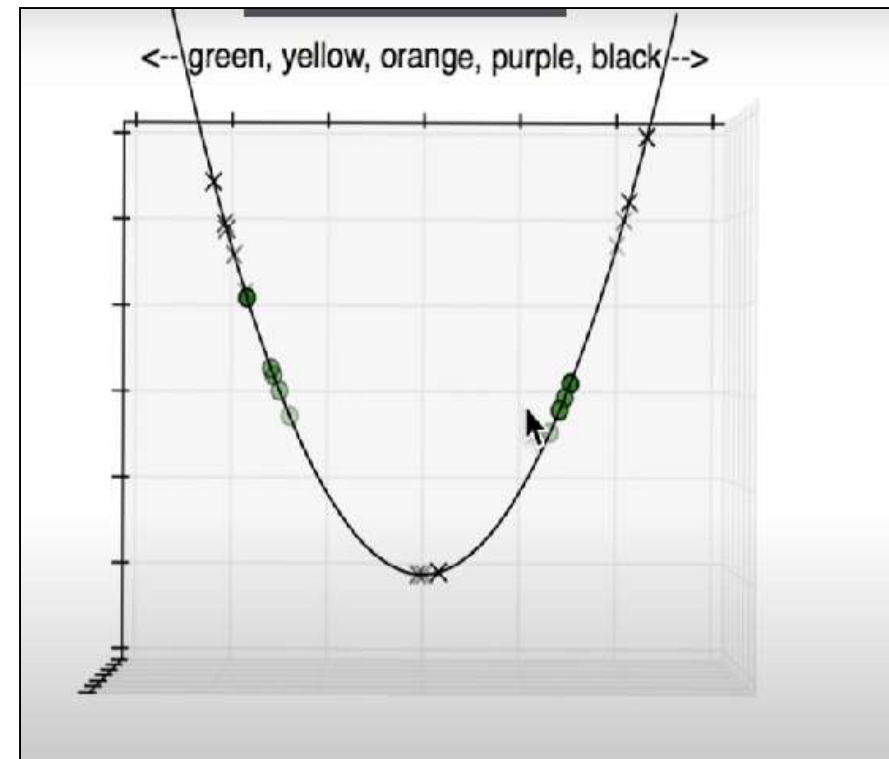 <-- green, yellow, orange, purple, black -->